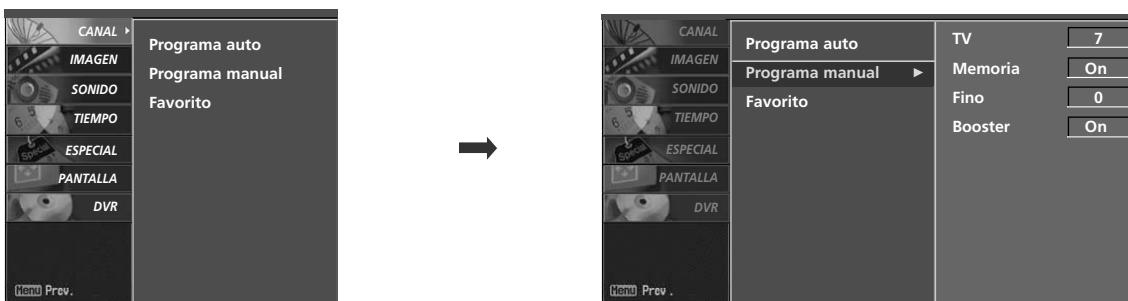 CANAL
IMAGEN
SONIDO
TIEMPO
ESPECIAL
PANTALLA
DVR
Menu Prev.
Programa auto
Programa manual
Favorito
CANAL
IMAGEN
SONIDO
TIEMPO
ESPECIAL
PANTALLA
DVR
Menu Prev .
Programa auto
Programa manual
Favorito
TV 7
Memoria On
Fino 0
Booster On